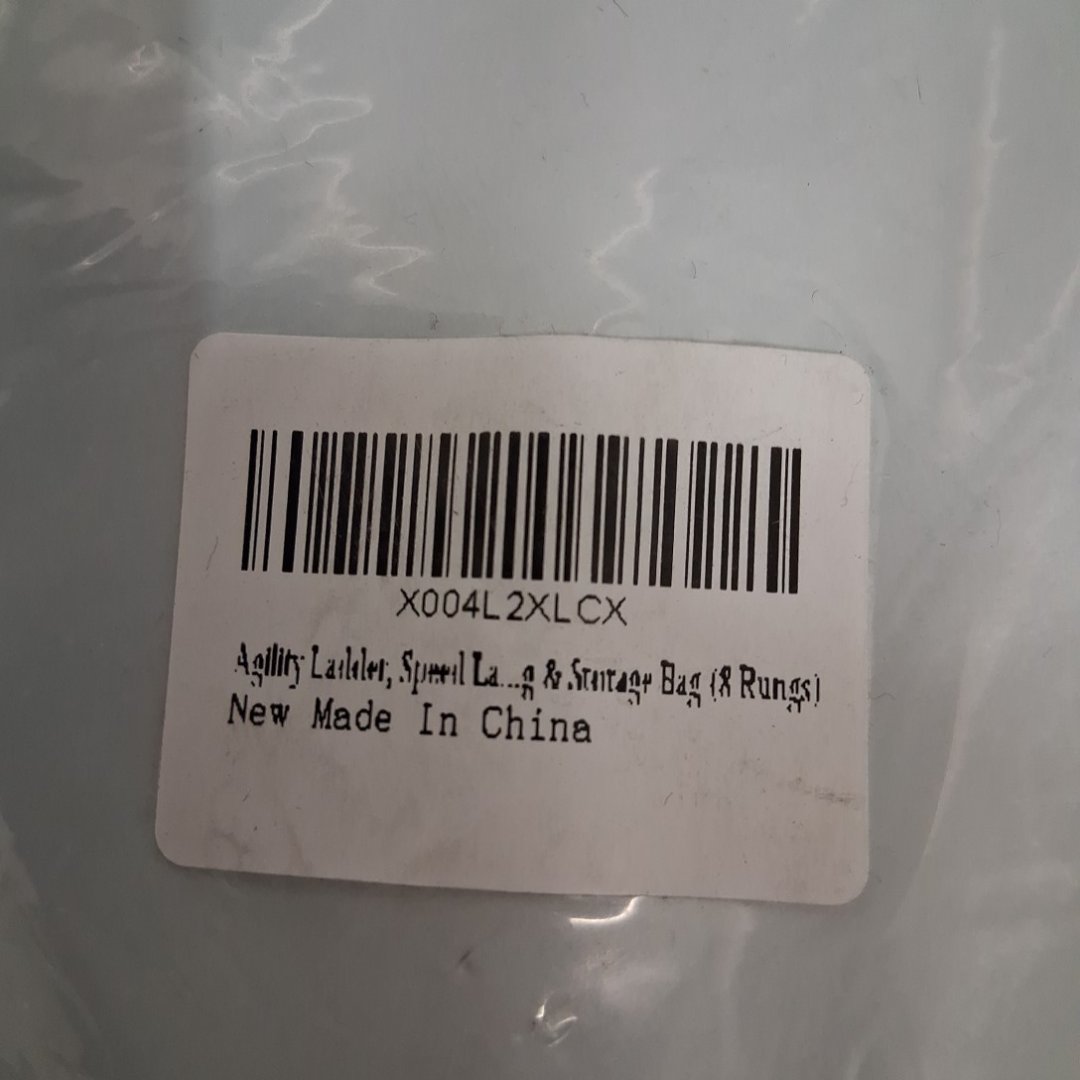 X004L2XLCX
Agility Ladder, Speed La...g & Storage Bag (8 Rungs)
New Made In China